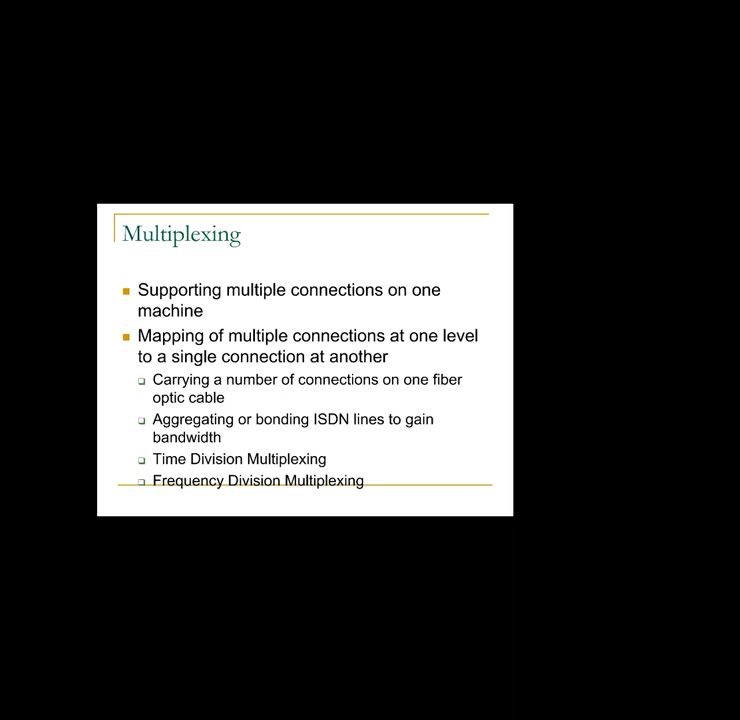 Multiplexing
Supporting multiple connections on one
machine
Mapping of multiple connections at one level
to a single connection at another
Carrying a number of connections on one fiber
optic cable
Aggregating or bonding ISDN lines to gain
bandwidth
Time Division Multiplexing
Frequency Division Multiplexing